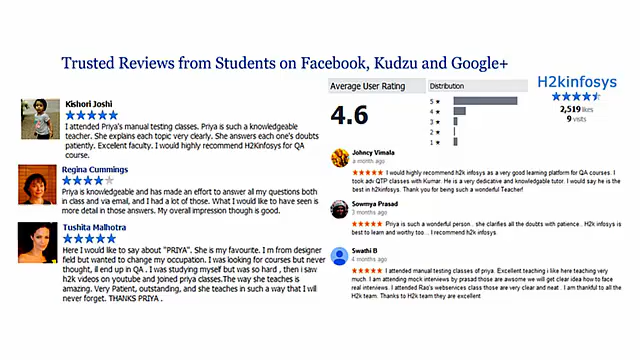 Trusted Reviews from Students on Facebook, Kudzu and Google+
Kishori Joshi
I attended Priya's manual testing classes. Priya is such a knowledgeable
teacher. She explains each topic very clearly. She answers each one's doubts
patiently. Excellent faculty. I would highly recommend H2Kinfosys for QA
course.
Regina Cummings
Priya is knowledgeable and has made an effort to answer all my questions both
in class and via email, and I had a lot of those. What I would like to have seen is
more detail in those answers. My overall impression though is good.
Tushita Malhotra
Here I would like to say about "PRIYA". She is my favourite. I m from designer
field but wanted to change my occupation. I was looking for courses but never
thought, ill end up in QA . I was studying myself but was so hard , then i saw
h2k videos on youtube and joined priya classes.The way she teaches is
amazing. Very Patient, outstanding, and she teaches in such a way that I will
never forget. THANKS PRIYA .
Average User Rating
4.6
Distribution
5 ★
4 ★
3 ★
2 ★
1 ★
H2kinfosys
2,519 likes
9 visits
Johncy Vimala
a month ago
I would highly recommend h2k infosys as a very good learning platform for QA courses. I
took adv QTP classes with Kumar. He is a very dedicative and knowledgable tutor. I would say he is the
best in h2kinfosys. Thank you for being such a wonderful Teacher!
Sowmya Prasad
3 months ago
Priya is such a wonderful person.. she clarifies all the doubts with patience . H2k infosys is
best to learn and worthy too... I recommend h2k infosys.
Swathi B
4 months ago
I attended manual testing classes of priya. Excellent teaching i like here teaching very
much. I am attending mock interviews by prasad those are awsome we will get clear idea how to face
real interviews. I attended Rao's webservices class those are very clear and neat . I am thankful to all the
H2k team. Thanks to H2k team they are excellent